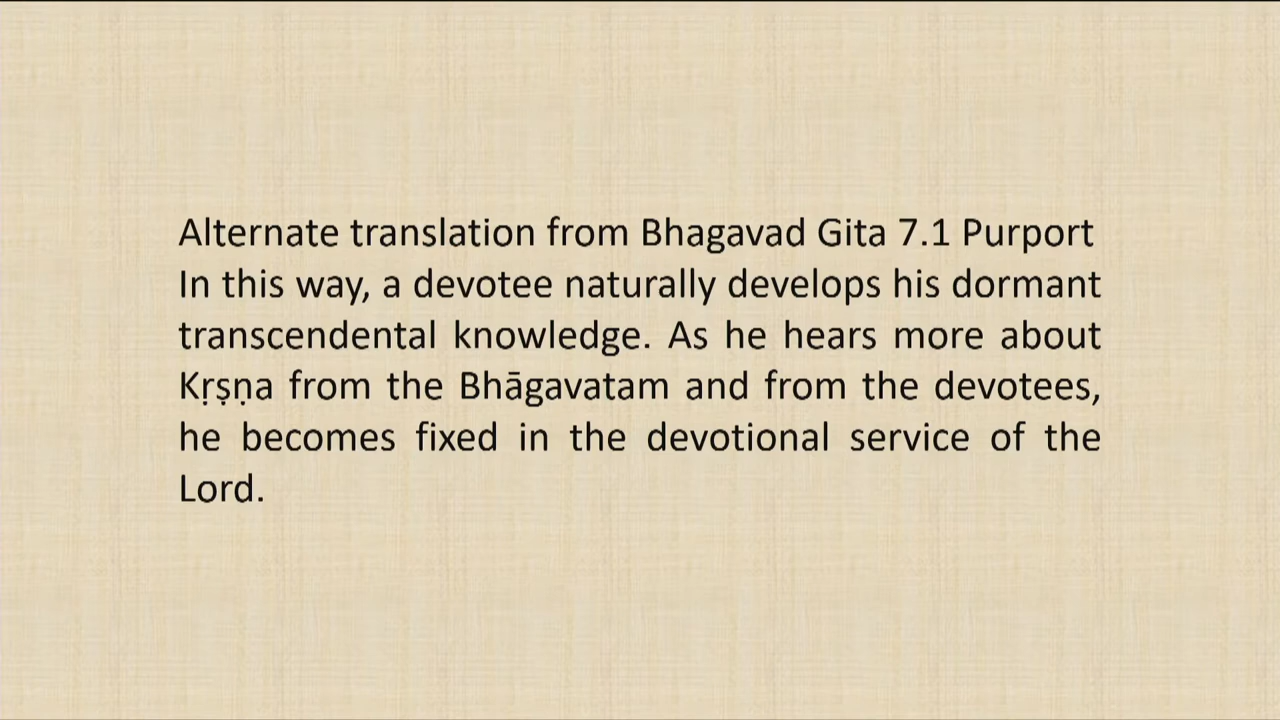 Alternate translation from Bhagavad Gita 7.1 Purport
In this way, a devotee naturally develops his dormant
transcendental knowledge. As he hears more about
Kṛṣṇa from the Bhāgavatam and from the devotees,
he becomes fixed in the devotional service of the
Lord.